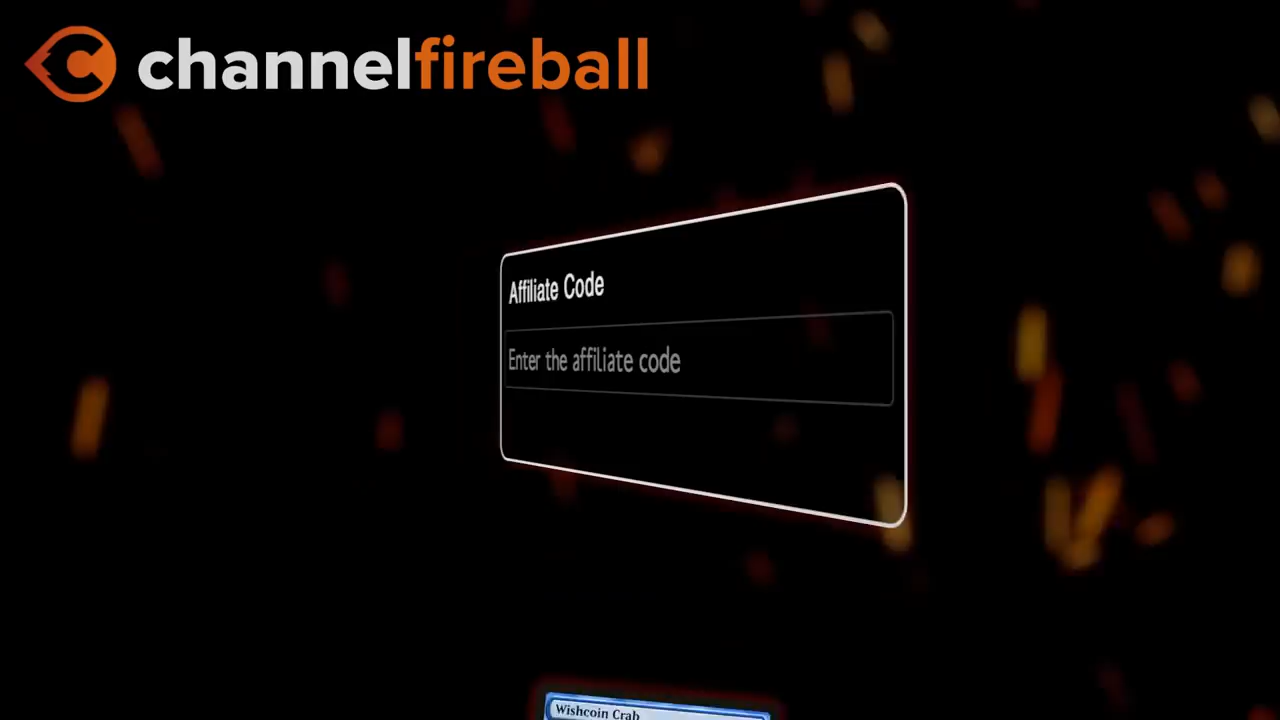 channelfireball
Affiliate Code
Enter the affiliate code
Wishcoin Crab